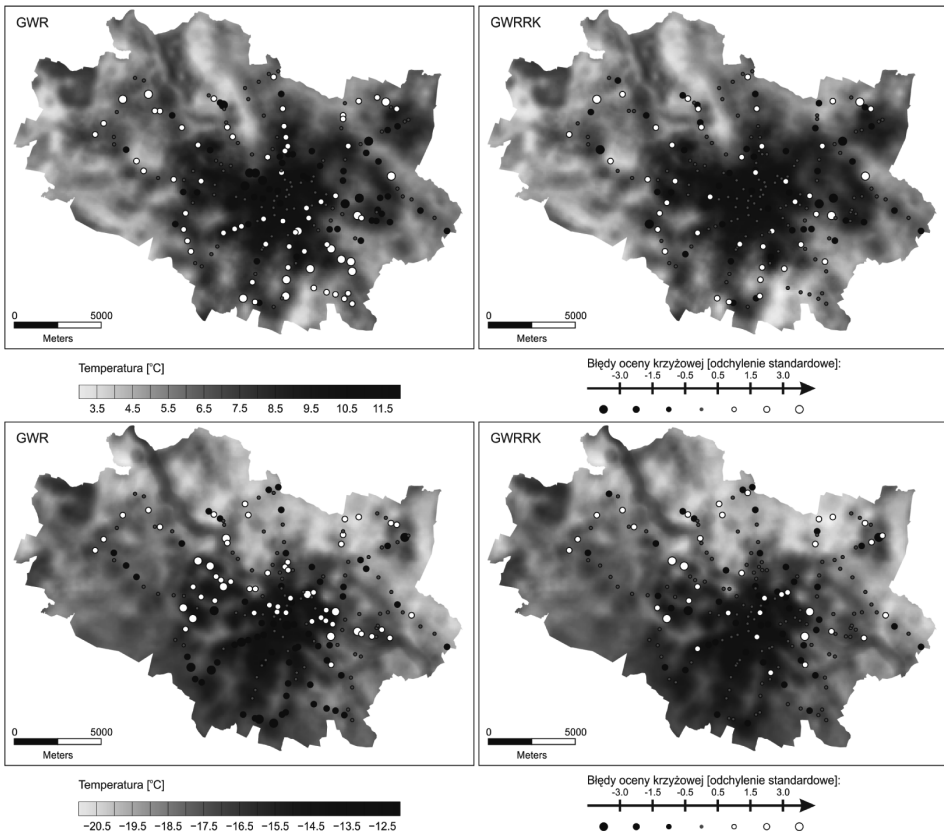 GWR
GWRRK
0 5000
Meters
0 5000
Meters
Temperatura [°C]
3.5 4.5 5.5 6.5 7.5 8.5 9.5 10.5 11.5
Błędy oceny krzyżowej [odchylenie standardowe]:
-3.0 -1.5 -0.5 0.5 1.5 3.0
GWR
GWRRK
0 5000
Meters
0 5000
Meters
Temperatura [°C]
−20.5 −19.5 −18.5 −17.5 −16.5 −15.5 −14.5 −13.5 −12.5
Błędy oceny krzyżowej [odchylenie standardowe]:
-3.0 -1.5 -0.5 0.5 1.5 3.0